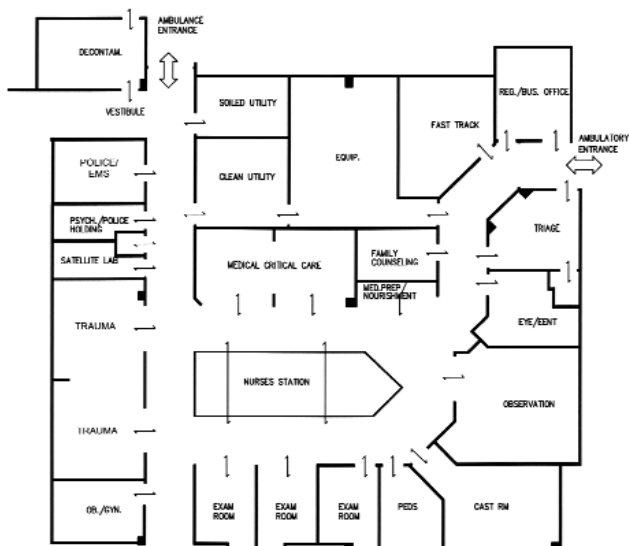 AMBULANCE
ENTRANCE
DECONTAM.
VESTIBULE
SOILED UTILITY
REG./BUS. OFFICE
FAST TRACK
AMBULATORY
ENTRANCE
POLICE/
EMS
CLEAN UTILITY
EQUIP.
PSYCH./POLICE
HOLDING
TRIAGE
SATELLITE LAB
MEDICAL CRITICAL CARE
FAMILY
COUNSELING
MED.PREP/
NOURISHMENT
TRAUMA
EYE/EENT
NURSES STATION
OBSERVATION
TRAUMA
OB./GYN.
EXAM
ROOM
EXAM
ROOM
EXAM
ROOM
PEDS
CAST RM